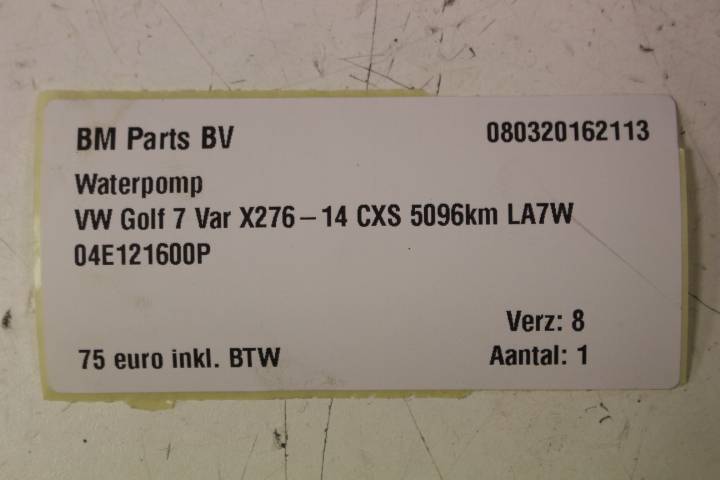 BM Parts BV 080320162113
Waterpomp
VW Golf 7 Var X276-14 CXS 5096km LA7W
04E121600P
Verz: 8
75 euro inkl. BTW Aantal: 1